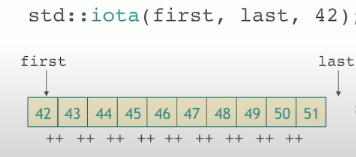 std::iota(first, last, 42);
first last
42 43 44 45 46 47 48 49 50 51
++ ++ ++ ++ ++ ++ ++ ++ ++